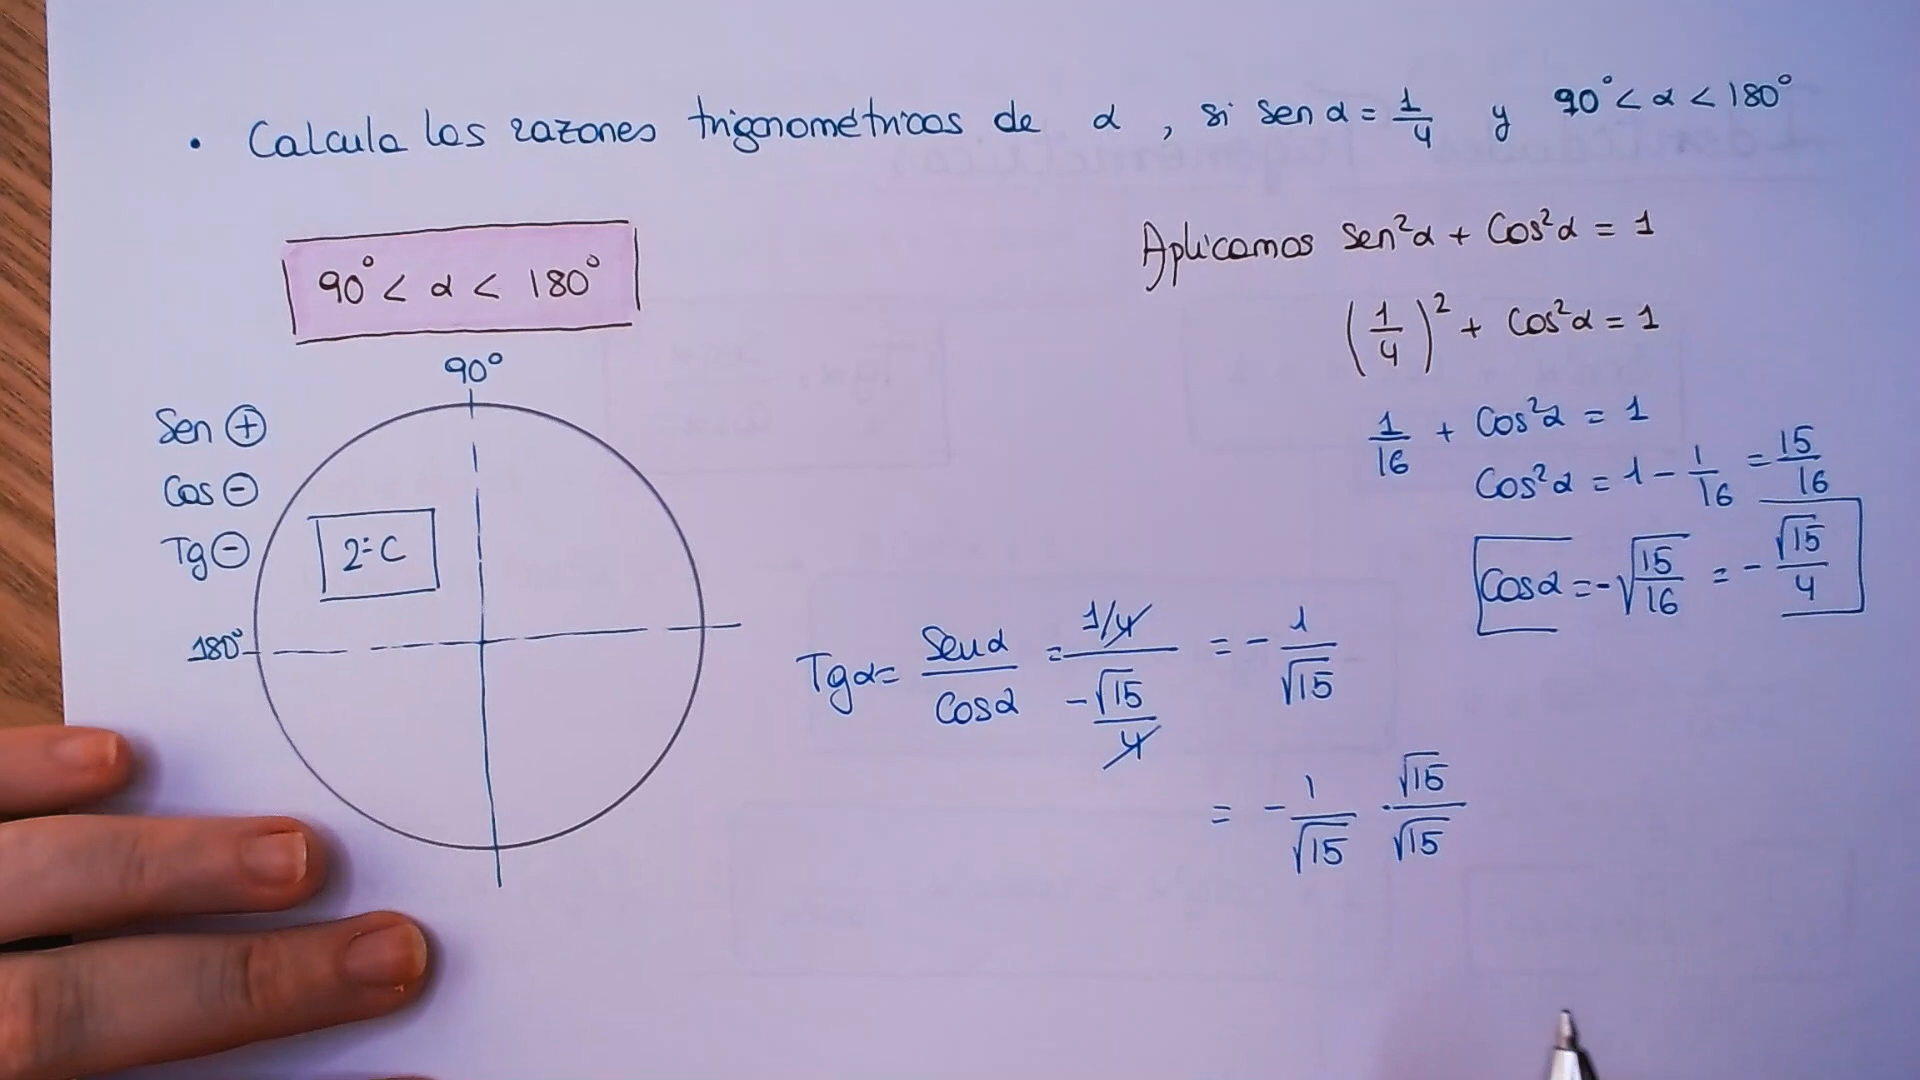 • Calcula las razones trigonométricas de α, si sen α = 1/4 y 90° < α < 180°
90° < α < 180°
90°
Sen ⊕
Cos ⊖
Tg ⊖
2º C
180°
Aplicamos Sen²α + Cos²α = 1
(1/4)² + Cos²α = 1
1/16 + Cos²α = 1
Cos²α = 1 - 1/16 = 15/16
Cosα = -√(15/16) = -√15/4
Tgα = Senα/Cosα = (1/4)/(-√15/4) = -1/√15
= -1/√15 · √15/√15